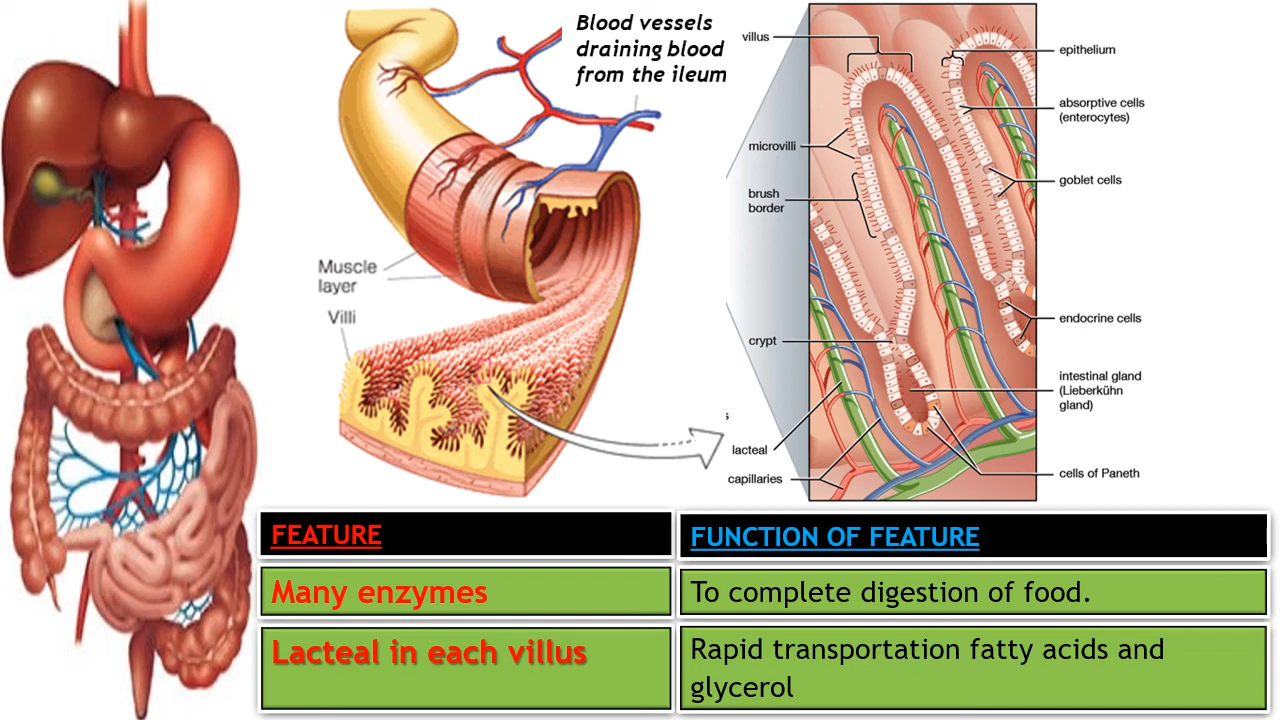 Blood vessels
draining blood
from the ileum
Muscle
layer
Villi
villus
microvilli
brush
border
crypt
s
lacteal
capillaries
epithelium
absorptive cells
(enterocytes)
goblet cells
endocrine cells
intestinal gland
(Lieberkühn
gland)
cells of Paneth
FEATURE
FUNCTION OF FEATURE
Many enzymes
To complete digestion of food.
Lacteal in each villus
Rapid transportation fatty acids and
glycerol